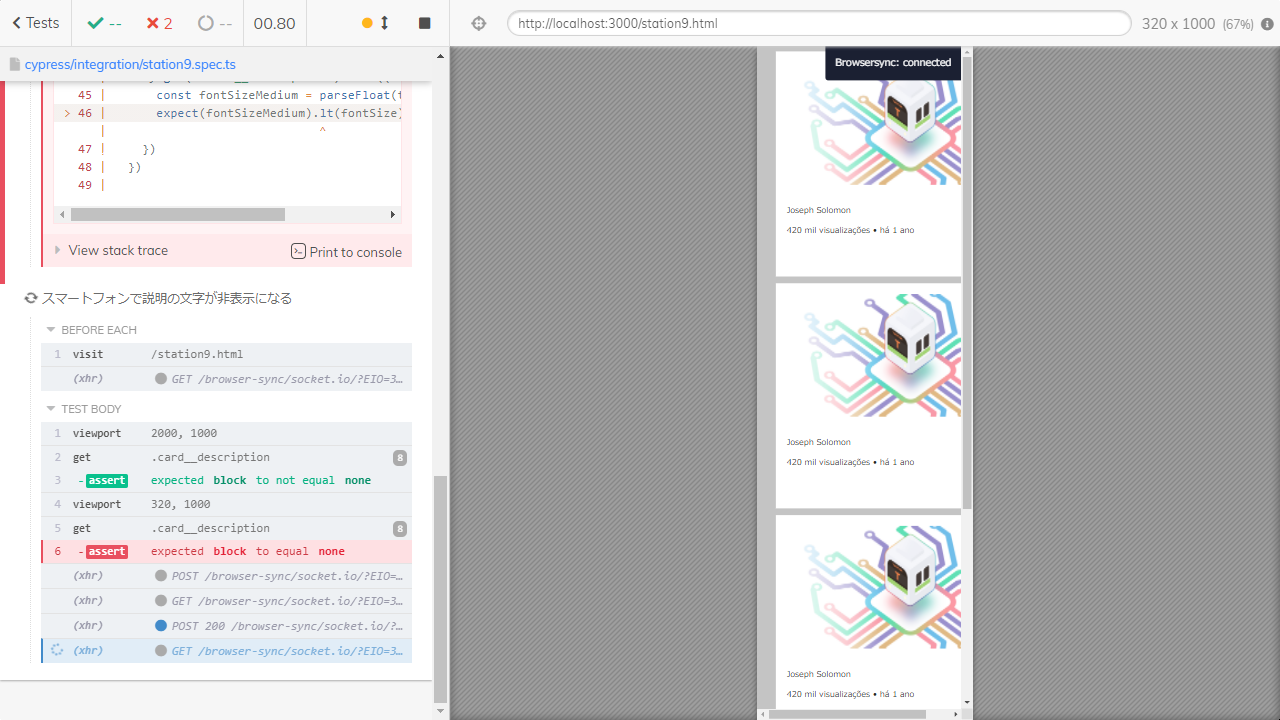 Tests
--
2
--
00.80
http://localhost:3000/station9.html
320 x 1000 (67%)
cypress/integration/station9.spec.ts
45 | const fontSizeMedium = parseFloat(
> 46 | expect(fontSizeMedium).lt(fontSize)
| ^
47 | })
48 | })
49 |
View stack trace
Print to console
スマートフォンで説明の文字が非表示になる
BEFORE EACH
1 visit /station9.html
(xhr) GET /browser-sync/socket.io/?EIO=3…
TEST BODY
1 viewport 2000, 1000
2 get .card__description 8
3 -assert expected block to not equal none
4 viewport 320, 1000
5 get .card__description 8
6 -assert expected block to equal none
(xhr) POST /browser-sync/socket.io/?EIO=…
(xhr) GET /browser-sync/socket.io/?EIO=3…
(xhr) POST 200 /browser-sync/socket.io/?…
(xhr) GET /browser-sync/socket.io/?EIO=3…
Browsersync: connected
Joseph Solomon
420 mil visualizações • há 1 ano
Joseph Solomon
420 mil visualizações • há 1 ano
Joseph Solomon
420 mil visualizações • há 1 ano